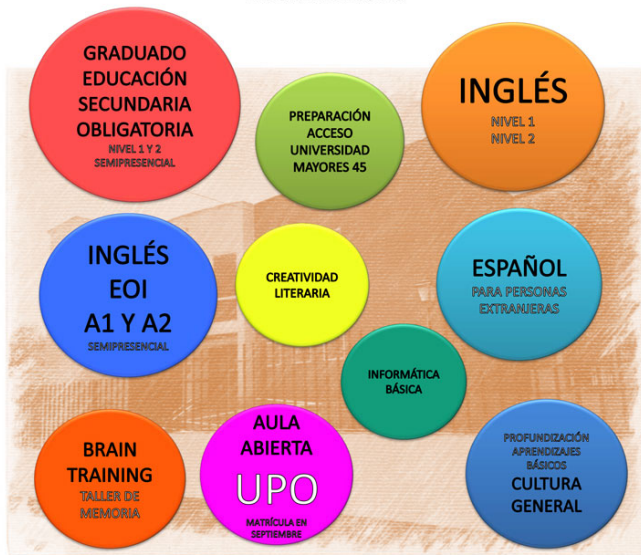 GRADUADO
EDUCACIÓN
SECUNDARIA
OBLIGATORIA
NIVEL 1 Y 2
SEMIPRESENCIAL
PREPARACIÓN
ACCESO
UNIVERSIDAD
MAYORES 45
INGLÉS
NIVEL 1
NIVEL 2
INGLÉS
EOI
A1 Y A2
SEMIPRESENCIAL
CREATIVIDAD
LITERARIA
ESPAÑOL
PARA PERSONAS
EXTRANJERAS
INFORMÁTICA
BÁSICA
BRAIN
TRAINING
TALLER DE
MEMORIA
AULA
ABIERTA
UPO
MATRÍCULA EN
SEPTIEMBRE
PROFUNDIZACIÓN
APRENDIZAJES
BÁSICOS
CULTURA
GENERAL